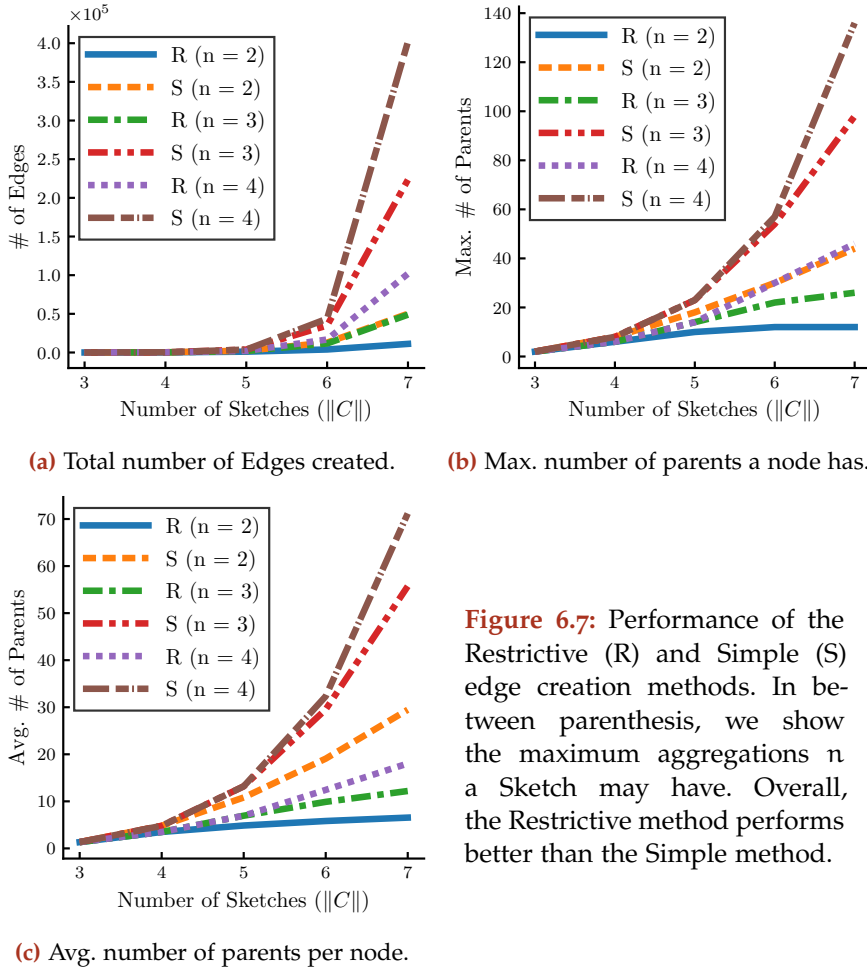 ×10⁵
4.0
3.5
3.0
2.5
2.0
1.5
1.0
0.5
0.0
# of Edges
R (n = 2)
S (n = 2)
R (n = 3)
S (n = 3)
R (n = 4)
S (n = 4)
3 4 5 6 7
Number of Sketches (‖C‖)
(a) Total number of Edges created.
140
120
100
80
60
40
20
0
Max. # of Parents
R (n = 2)
S (n = 2)
R (n = 3)
S (n = 3)
R (n = 4)
S (n = 4)
3 4 5 6 7
Number of Sketches (‖C‖)
(b) Max. number of parents a node has.
70
60
50
40
30
20
10
0
Avg. # of Parents
R (n = 2)
S (n = 2)
R (n = 3)
S (n = 3)
R (n = 4)
S (n = 4)
3 4 5 6 7
Number of Sketches (‖C‖)
(c) Avg. number of parents per node.
Figure 6.7: Performance of the
Restrictive (R) and Simple (S)
edge creation methods. In be-
tween parenthesis, we show
the maximum aggregations n
a Sketch may have. Overall,
the Restrictive method performs
better than the Simple method.